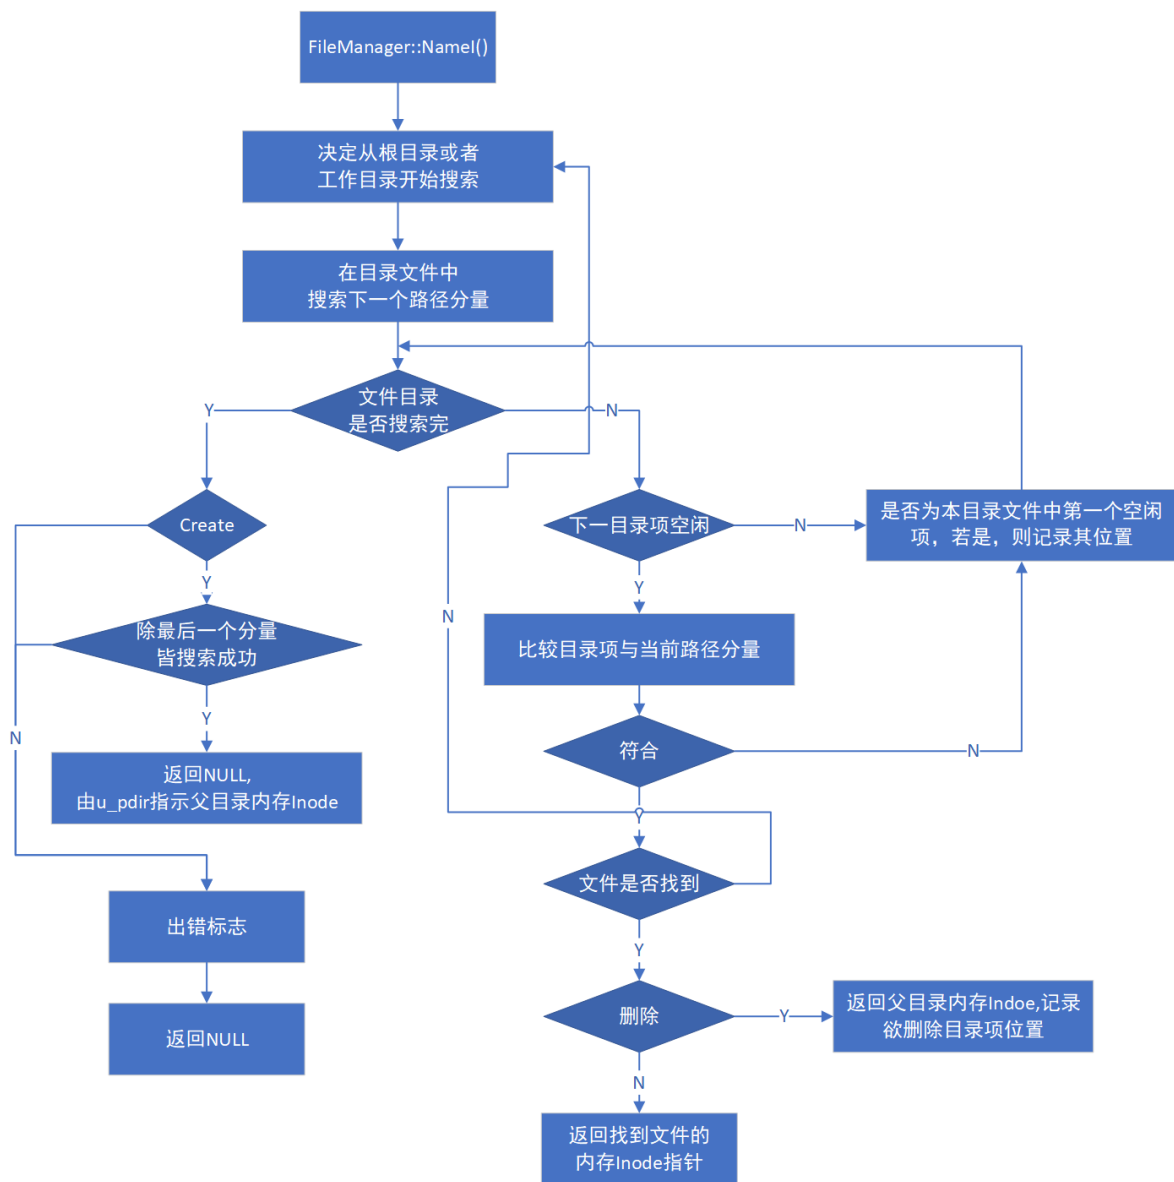 FileManager::NameI()
决定从根目录或者
工作目录开始搜索
在目录文件中
搜索下一个路径分量
文件目录
是否搜索完
Y
N
Create
下一目录项空闲
N
是否为本目录文件中第一个空闲
项，若是，则记录其位置
Y
Y
N
除最后一个分量
皆搜索成功
比较目录项与当前路径分量
Y
N
符合
N
返回NULL,
由u_pdir指示父目录内存Inode
Y
文件是否找到
出错标志
Y
返回NULL
删除
Y
返回父目录内存Indoe,记录
欲删除目录项位置
N
返回找到文件的
内存Inode指针